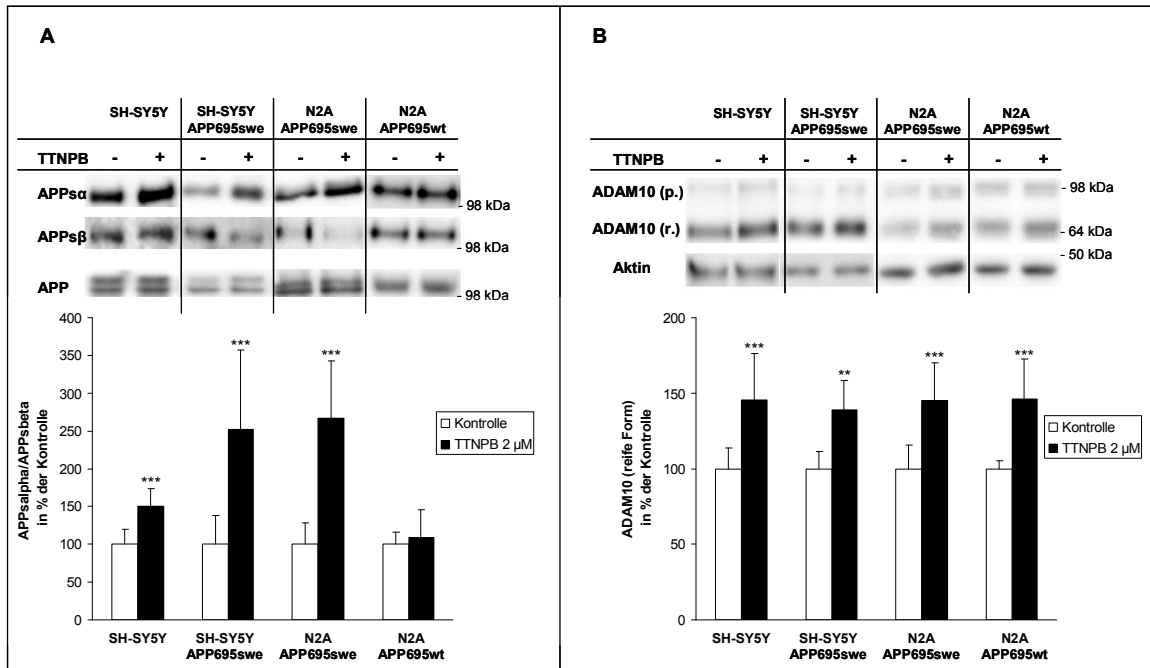 A
SH-SY5Y
SH-SY5Y
APP695swe
N2A
APP695swe
N2A
APP695wt
TTNPB - + - + - + - +
APPsα
- 98 kDa
APPsβ
- 98 kDa
APP
- 98 kDa
APPsalpha/APPsbeta
in % der Kontrolle
400
350
300
250
200
150
100
50
0
***
***
***
Kontrolle
TTNPB 2 µM
SH-SY5Y
SH-SY5Y
APP695swe
N2A
APP695swe
N2A
APP695wt
B
SH-SY5Y
SH-SY5Y
APP695swe
N2A
APP695swe
N2A
APP695wt
TTNPB - + - + - + - +
ADAM10 (p.)
- 98 kDa
ADAM10 (r.)
- 64 kDa
- 50 kDa
Aktin
ADAM10 (reife Form)
in % der Kontrolle
200
150
100
50
0
***
**
***
***
Kontrolle
TTNPB 2 µM
SH-SY5Y
SH-SY5Y
APP695swe
N2A
APP695swe
N2A
APP695wt